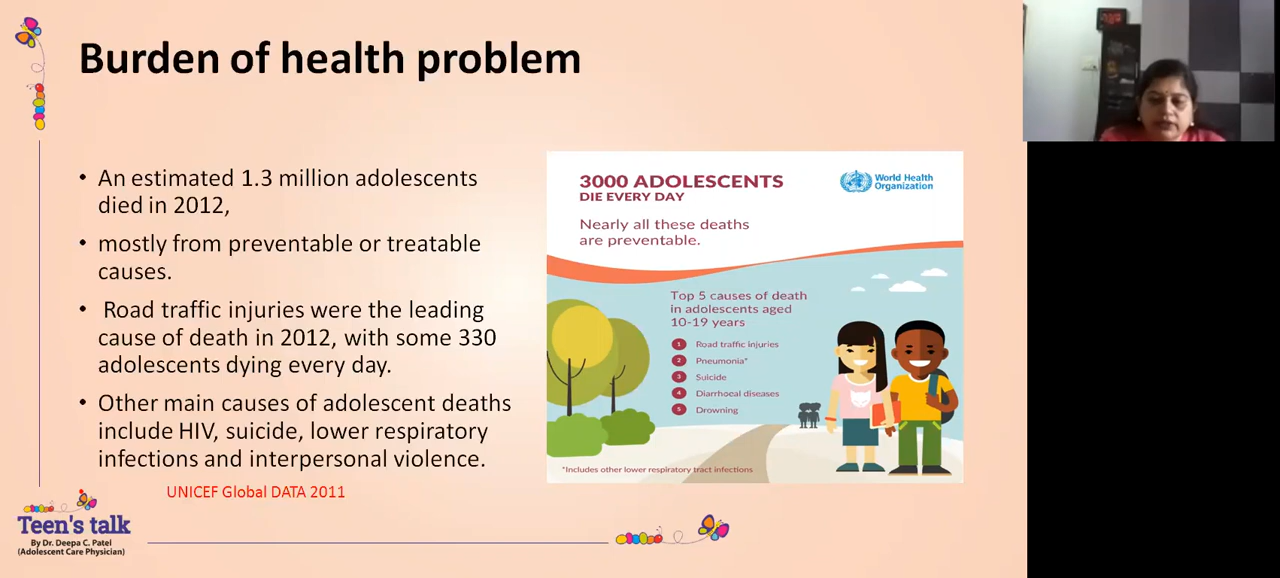 Burden of health problem
• An estimated 1.3 million adolescents
died in 2012,
• mostly from preventable or treatable
causes.
• Road traffic injuries were the leading
cause of death in 2012, with some 330
adolescents dying every day.
• Other main causes of adolescent deaths
include HIV, suicide, lower respiratory
infections and interpersonal violence.
UNICEF Global DATA 2011
3000 ADOLESCENTS
DIE EVERY DAY
World Health
Organization
Nearly all these deaths
are preventable.
Top 5 causes of death
in adolescents aged
10-19 years
1 Road traffic injuries
2 Pneumonia*
3 Suicide
4 Diarrhoeal diseases
5 Drowning
*Includes other lower respiratory tract infections
Teen's talk
By Dr. Deepa C. Patel
(Adolescent Care Physician)